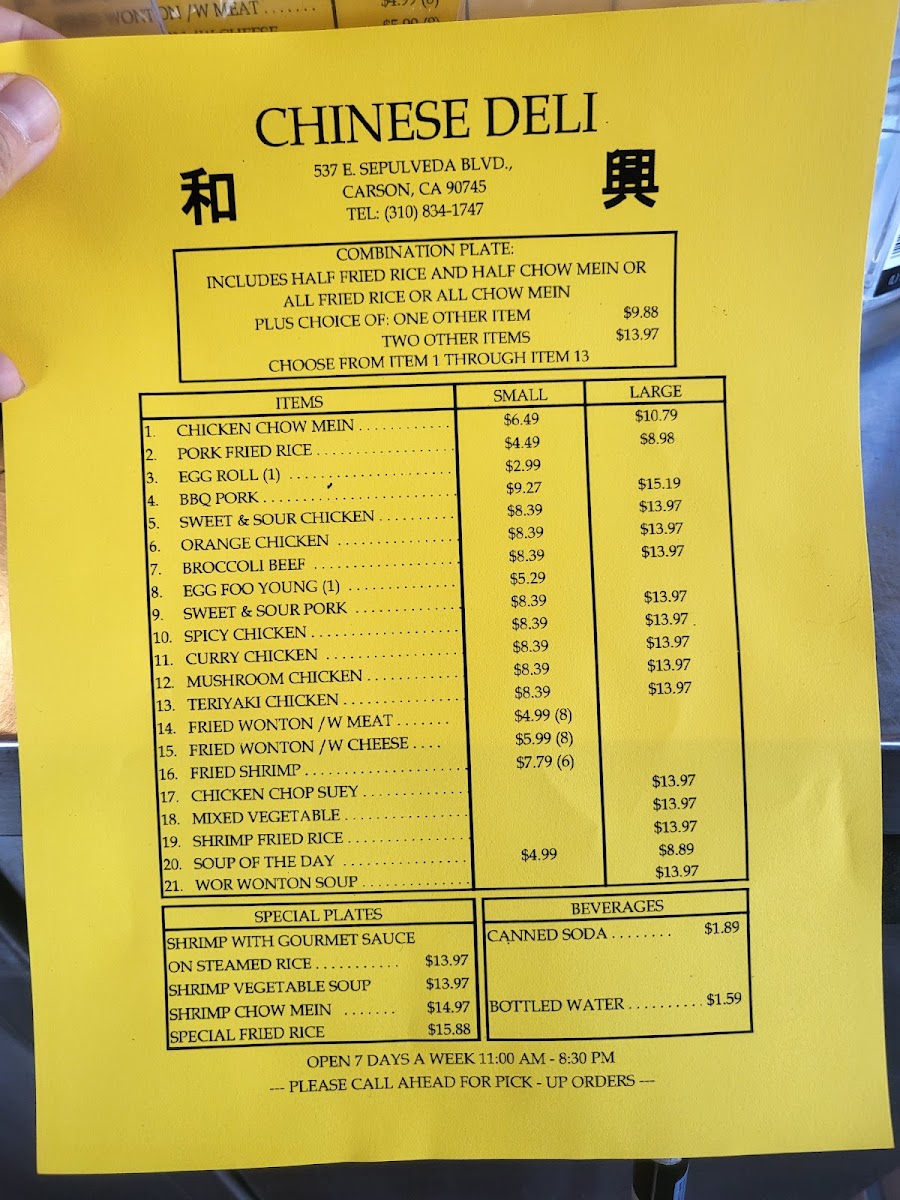 WONTON /W MEAT ....... $4.99 (8)
$5.99 (8)
CHINESE DELI
和 興
537 E. SEPULVEDA BLVD.,
CARSON, CA 90745
TEL: (310) 834-1747
COMBINATION PLATE:
INCLUDES HALF FRIED RICE AND HALF CHOW MEIN OR
ALL FRIED RICE OR ALL CHOW MEIN
PLUS CHOICE OF: ONE OTHER ITEM $9.88
TWO OTHER ITEMS $13.97
CHOOSE FROM ITEM 1 THROUGH ITEM 13
ITEMS SMALL LARGE
1. CHICKEN CHOW MEIN ............ $6.49 $10.79
2. PORK FRIED RICE .................. $4.49 $8.98
3. EGG ROLL (1) ..................... $2.99
4. BBQ PORK ......................... $9.27 $15.19
5. SWEET & SOUR CHICKEN .......... $8.39 $13.97
6. ORANGE CHICKEN ................ $8.39 $13.97
7. BROCCOLI BEEF ................... $8.39 $13.97
8. EGG FOO YOUNG (1) .............. $5.29
9. SWEET & SOUR PORK .............. $8.39 $13.97
10. SPICY CHICKEN ................... $8.39 $13.97
11. CURRY CHICKEN ................. $8.39 $13.97
12. MUSHROOM CHICKEN ............ $8.39 $13.97
13. TERIYAKI CHICKEN ............... $8.39 $13.97
14. FRIED WONTON /W MEAT ....... $4.99 (8)
15. FRIED WONTON /W CHEESE .... $5.99 (8)
16. FRIED SHRIMP .................... $7.79 (6)
17. CHICKEN CHOP SUEY ............. $13.97
18. MIXED VEGETABLE ............... $13.97
19. SHRIMP FRIED RICE ............... $13.97
20. SOUP OF THE DAY ................ $4.99 $8.89
21. WOR WONTON SOUP .............. $13.97
SPECIAL PLATES
SHRIMP WITH GOURMET SAUCE
ON STEAMED RICE ........... $13.97
SHRIMP VEGETABLE SOUP $13.97
SHRIMP CHOW MEIN ....... $14.97
SPECIAL FRIED RICE $15.88
BEVERAGES
CANNED SODA ........ $1.89
BOTTLED WATER .......... $1.59
OPEN 7 DAYS A WEEK 11:00 AM - 8:30 PM
--- PLEASE CALL AHEAD FOR PICK - UP ORDERS ---